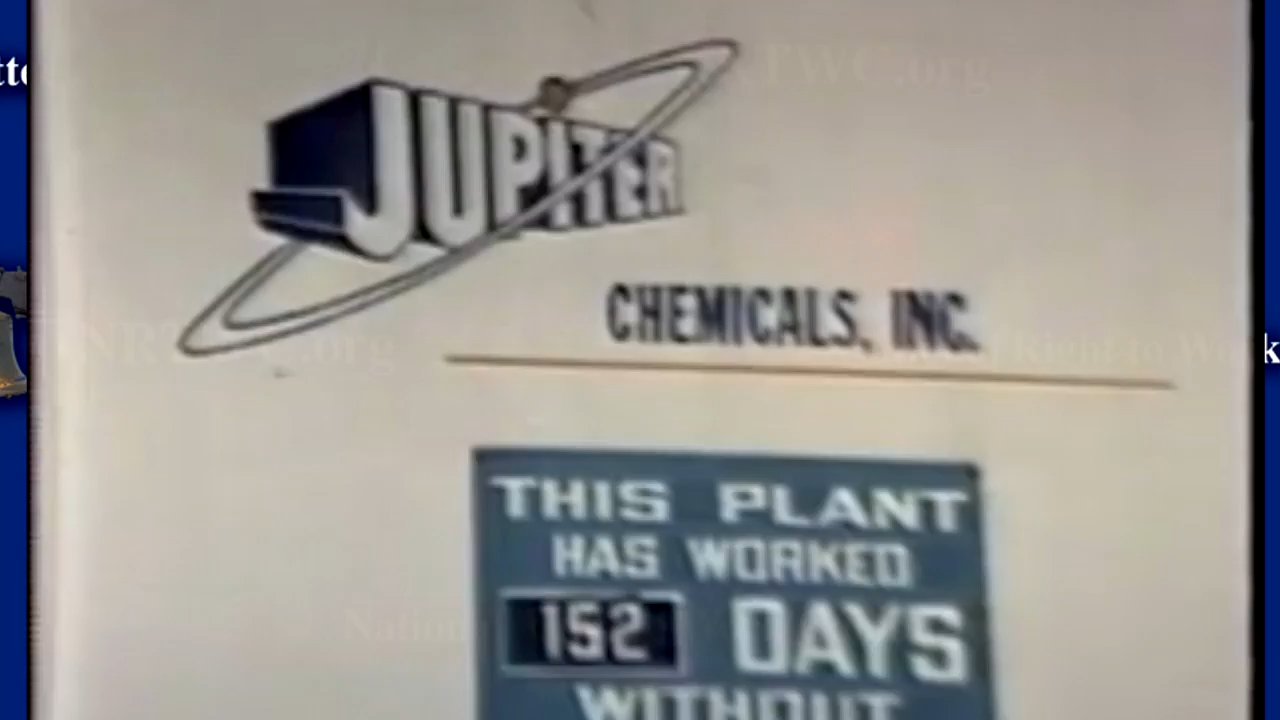 JUPITER
CHEMICALS, INC.
THIS PLANT
HAS WORKED
152 DAYS
WITHOUT